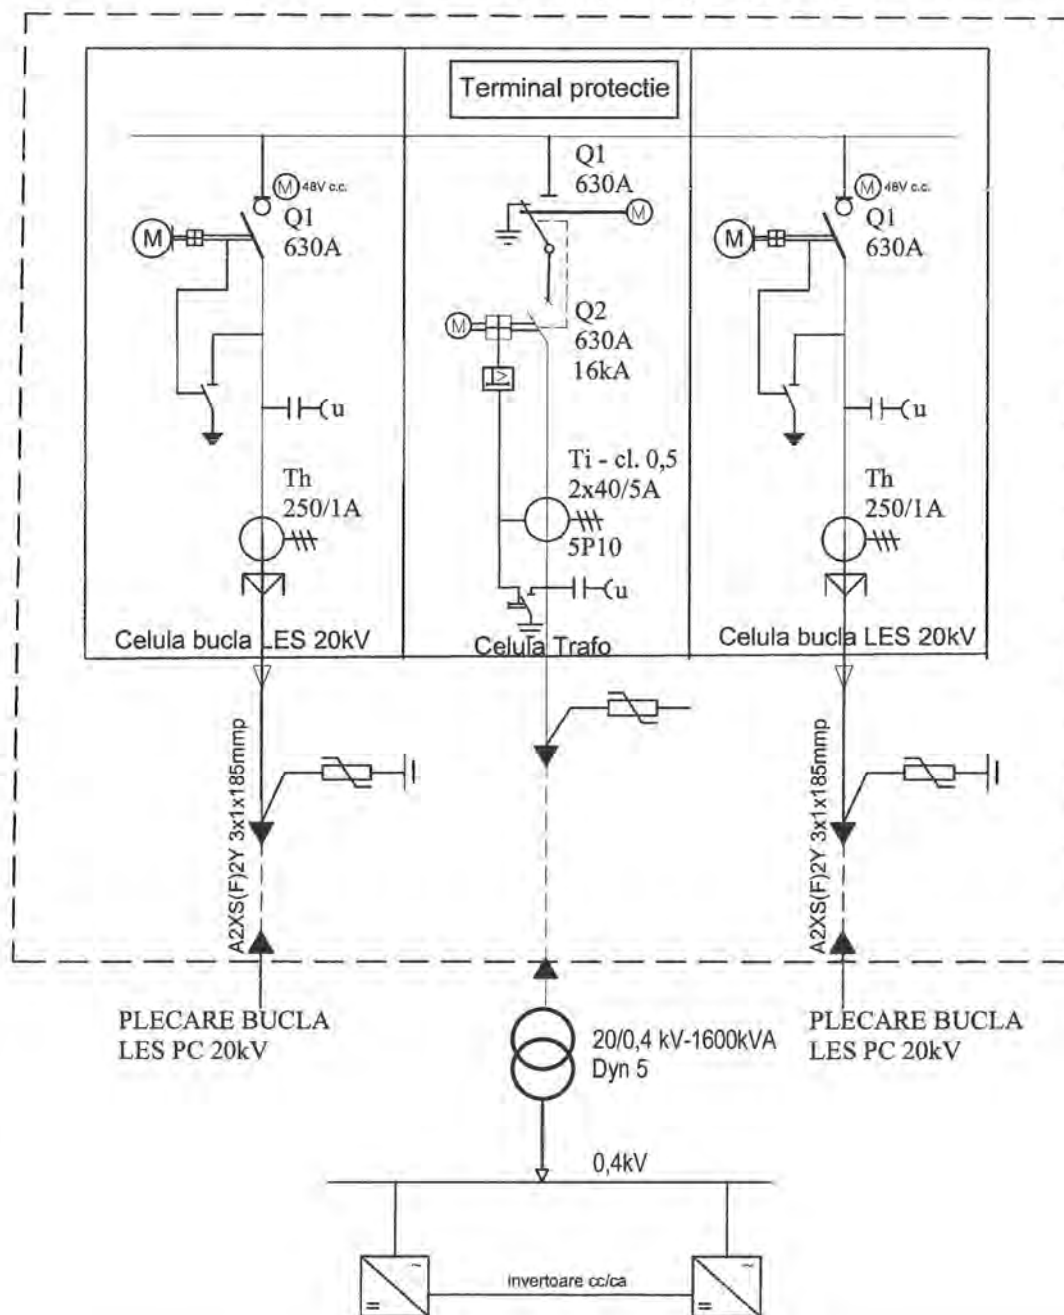 Terminal protectie
M 48V c.c.
M
Q1
630A
Th
250/1A
u
Celula bucla LES 20kV
Q1
630A
M
M
Q2
630A
16kA
Ti - cl. 0,5
2x40/5A
5P10
u
Celula Trafo
M 48V c.c.
M
Q1
630A
u
Th
250/1A
Celula bucla LES 20kV
A2XS(F)2Y 3x1x185mmp
A2XS(F)2Y 3x1x185mmp
PLECARE BUCLA
LES PC 20kV
20/0,4 kV-1600kVA
Dyn 5
PLECARE BUCLA
LES PC 20kV
0,4kV
invertoare cc/ca